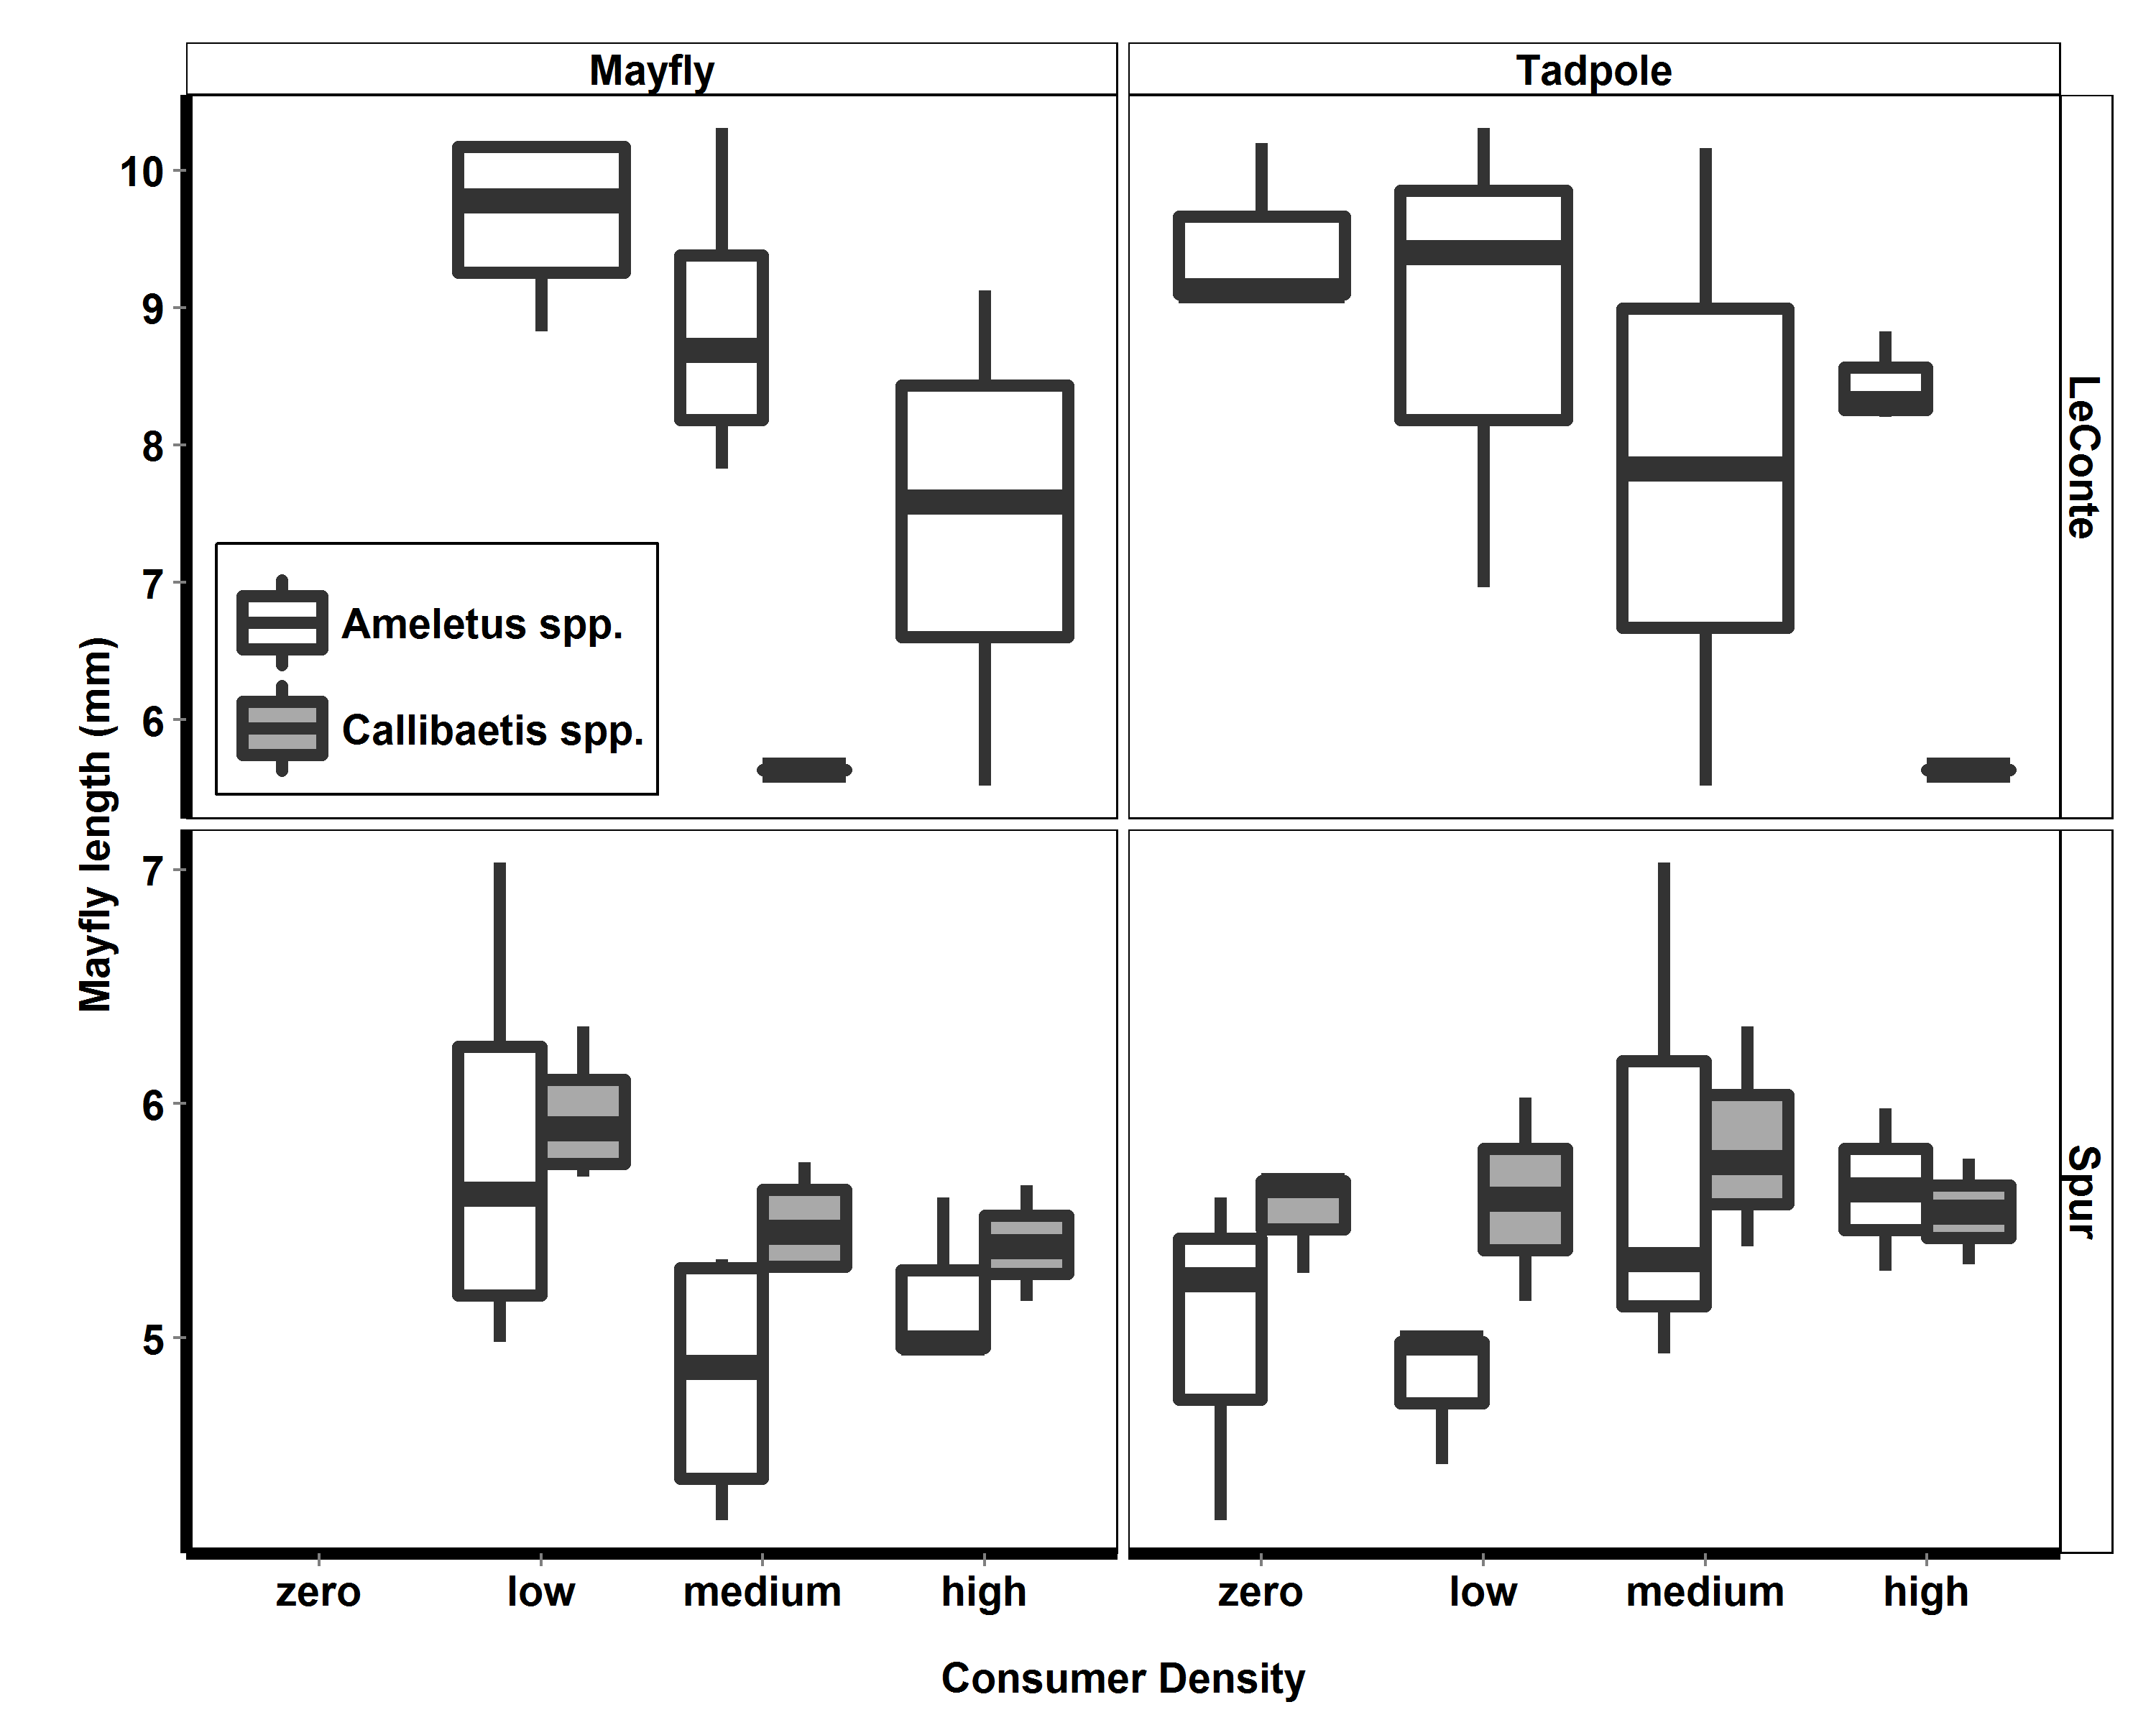 Mayfly
Tadpole
10
9
8
7
6
LeConte
Ameletus spp.
Callibaetis spp.
Mayfly length (mm)
7
6
5
Spur
zero low medium high
zero low medium high
Consumer Density